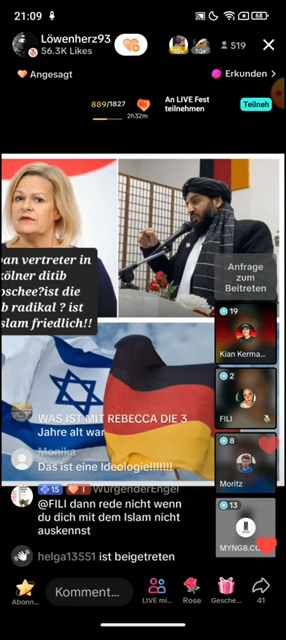 21:09
68
Löwenherz93
56.3K Likes
10+
519
Angesagt
Erkunden >
889/1827
2h32m
An LIVE Fest
teilnehmen
Teilneh
ban vertreter in
kölner ditib
oschee?ist die
b radikal ? ist
slam friedlich!!
Anfrage
zum
Beitreten
19
Kian Kerma...
2
FILI
8
Moritz
13
M
MYNG8.CO
WAS IST MIT REBECCA DIE 3
Jahre alt war
Monika
Das ist eine Ideologie!!!!!!!
15
WürgenderEngel
@FILI dann rede nicht wenn
du dich mit dem Islam nicht
auskennst
helga13551 ist beigetreten
Abonn...
Komment...
LIVE mi...
Rose
Gesche...
41